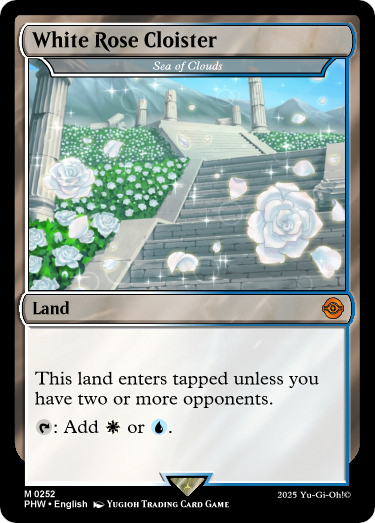 White Rose Cloister
Sea of Clouds
Land
This land enters tapped unless you
have two or more opponents.
: Add or .
M 0252
PHW • English Yugioh Trading Card Game
2025 Yu-Gi-Oh!©